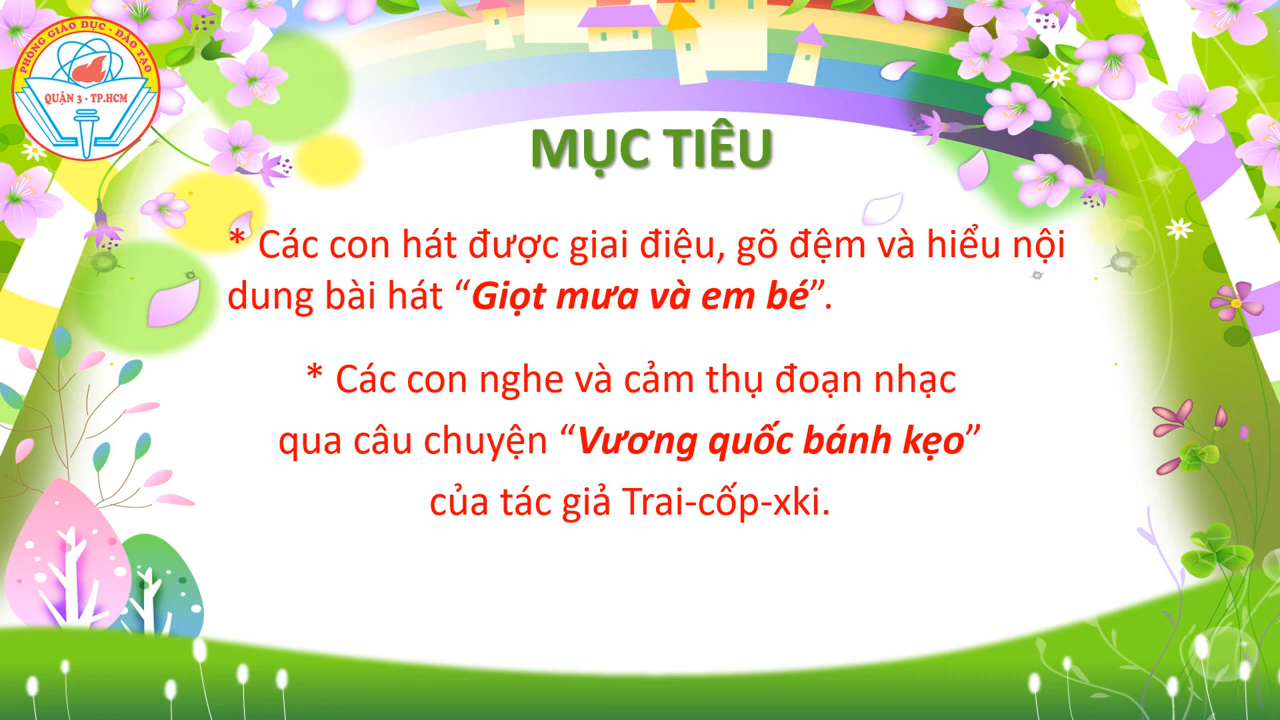 PHÒNG GIÁO DỤC - ĐÀO TẠO
QUẬN 3 - TP.HCM
MỤC TIÊU
* Các con hát được giai điệu, gõ đệm và hiểu nội
dung bài hát “Giọt mưa và em bé”.
* Các con nghe và cảm thụ đoạn nhạc
qua câu chuyện “Vương quốc bánh kẹo”
của tác giả Trai-cốp-xki.